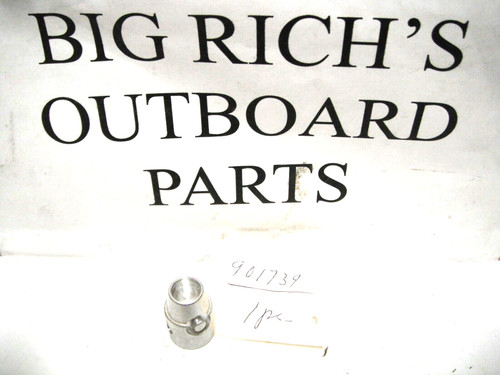 BIG RICH'S
OUTBOARD
PARTS
901739
1pc